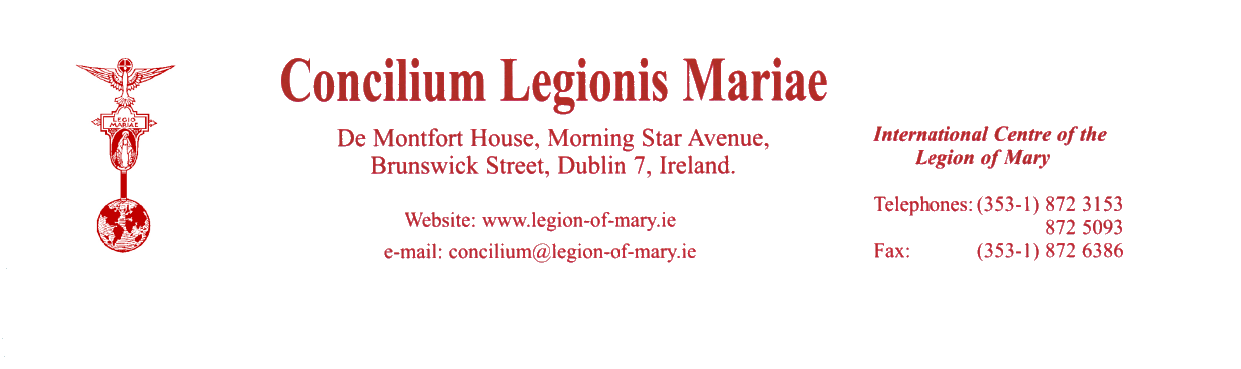 LEGIO
MARIAE
Concilium Legionis Mariae
De Montfort House, Morning Star Avenue,
Brunswick Street, Dublin 7, Ireland.
Website: www.legion-of-mary.ie
e-mail: concilium@legion-of-mary.ie
International Centre of the
Legion of Mary
Telephones: (353-1) 872 3153
872 5093
Fax: (353-1) 872 6386